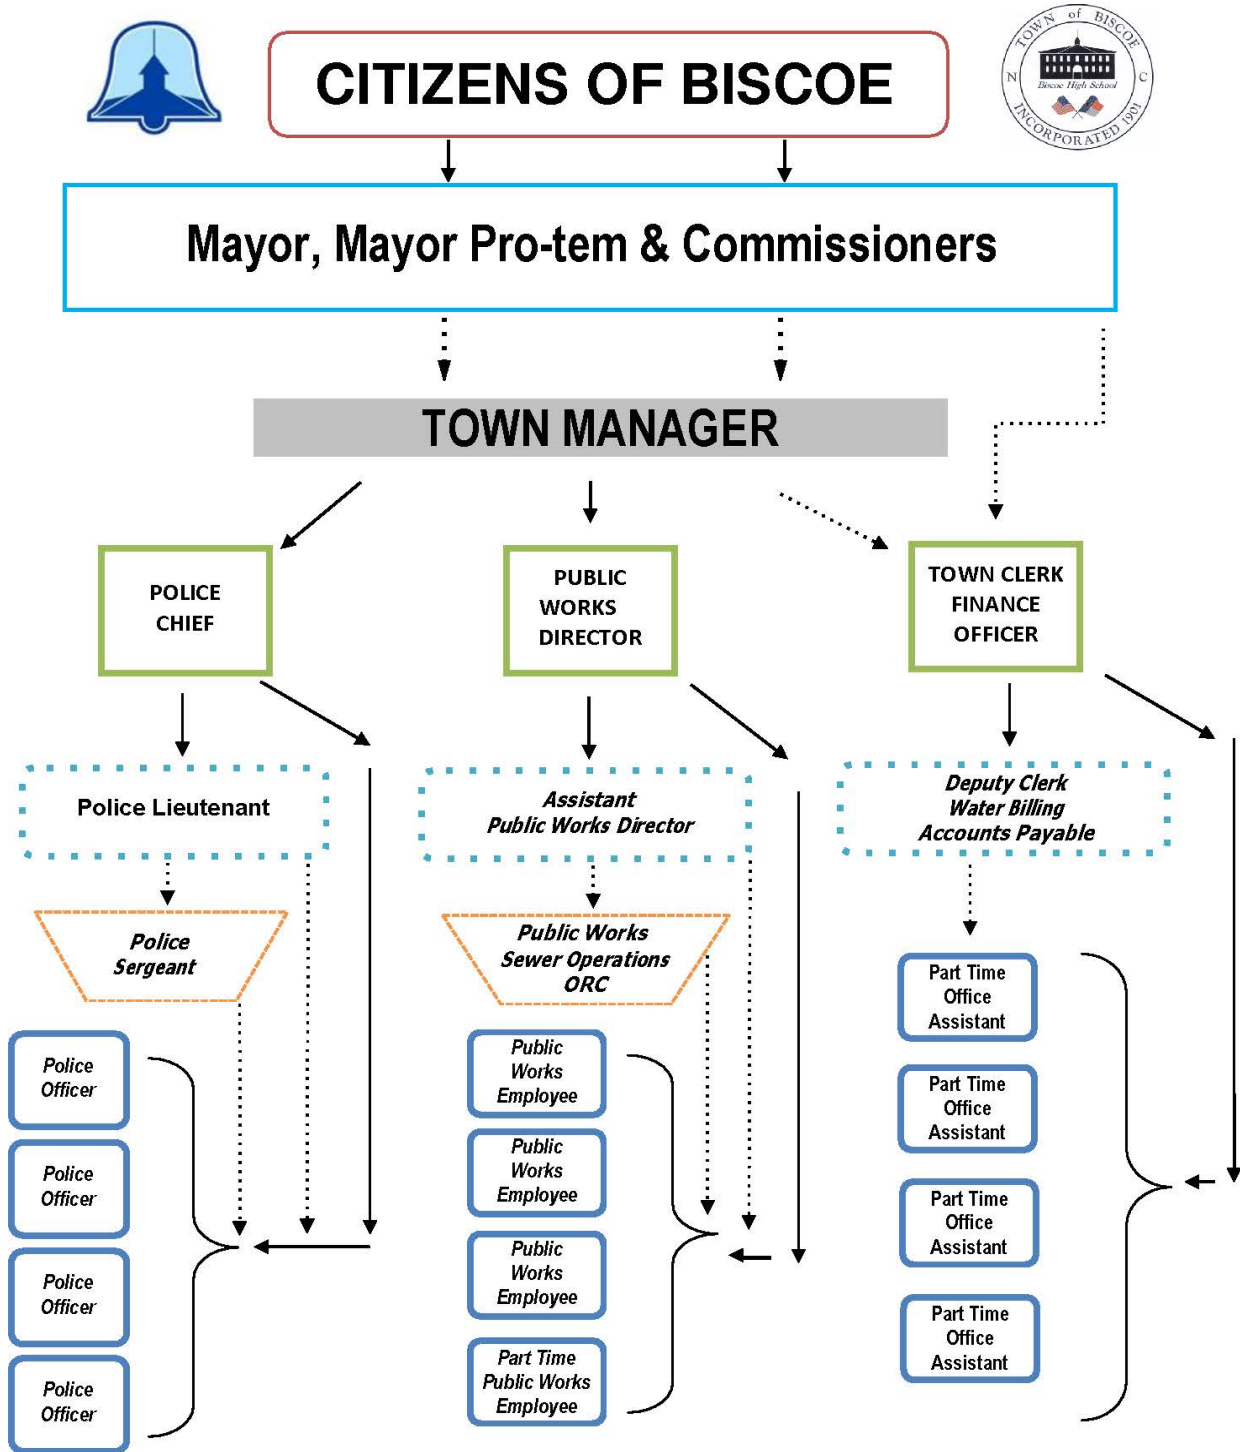 CITIZENS OF BISCOE
TOWN of BISCOE
N C
Biscoe High School
INCORPORATED 1901
Mayor, Mayor Pro-tem & Commissioners
TOWN MANAGER
POLICE
CHIEF
PUBLIC
WORKS
DIRECTOR
TOWN CLERK
FINANCE
OFFICER
Police Lieutenant
Assistant
Public Works Director
Deputy Clerk
Water Billing
Accounts Payable
Police
Sergeant
Public Works
Sewer Operations
ORC
Police
Officer
Police
Officer
Police
Officer
Police
Officer
Public
Works
Employee
Public
Works
Employee
Public
Works
Employee
Part Time
Public Works
Employee
Part Time
Office
Assistant
Part Time
Office
Assistant
Part Time
Office
Assistant
Part Time
Office
Assistant